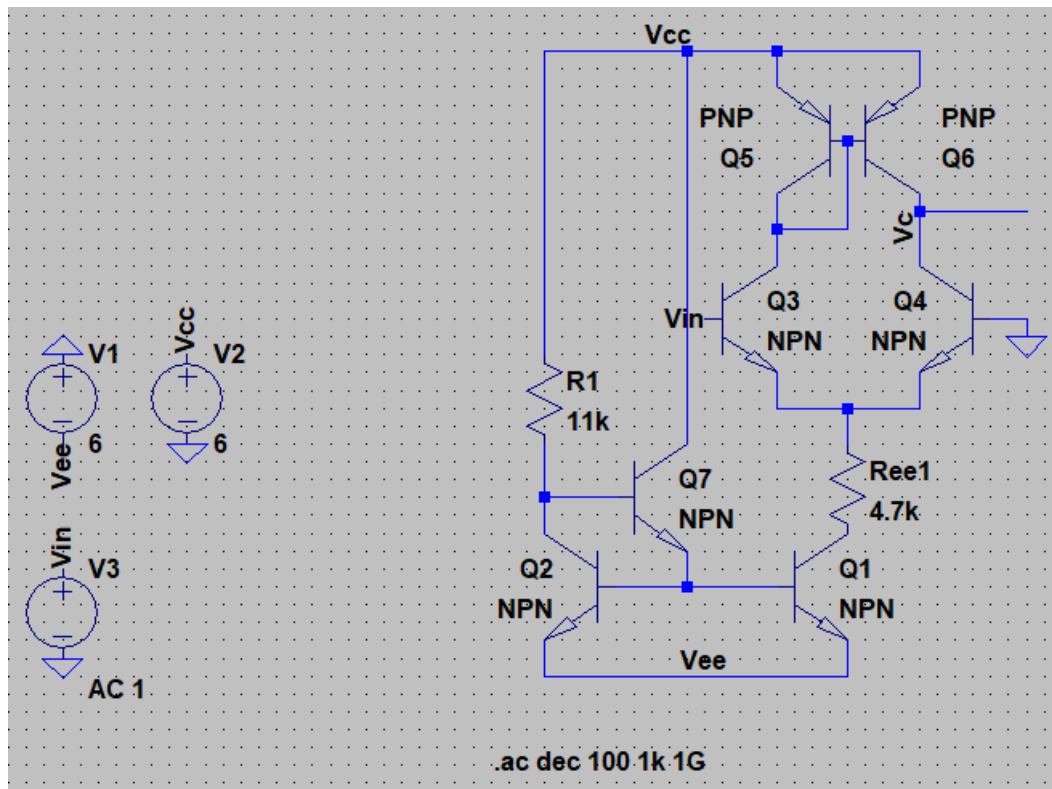 Vcc
PNP
Q5
PNP
Q6
Vc
Vin
Q3
NPN
Q4
NPN
V1
6
Vee
Vcc
V2
6
R1
11k
Q7
NPN
Ree1
4.7k
Vin
V3
AC 1
Q2
NPN
Q1
NPN
Vee
.ac dec 100 1k 1G